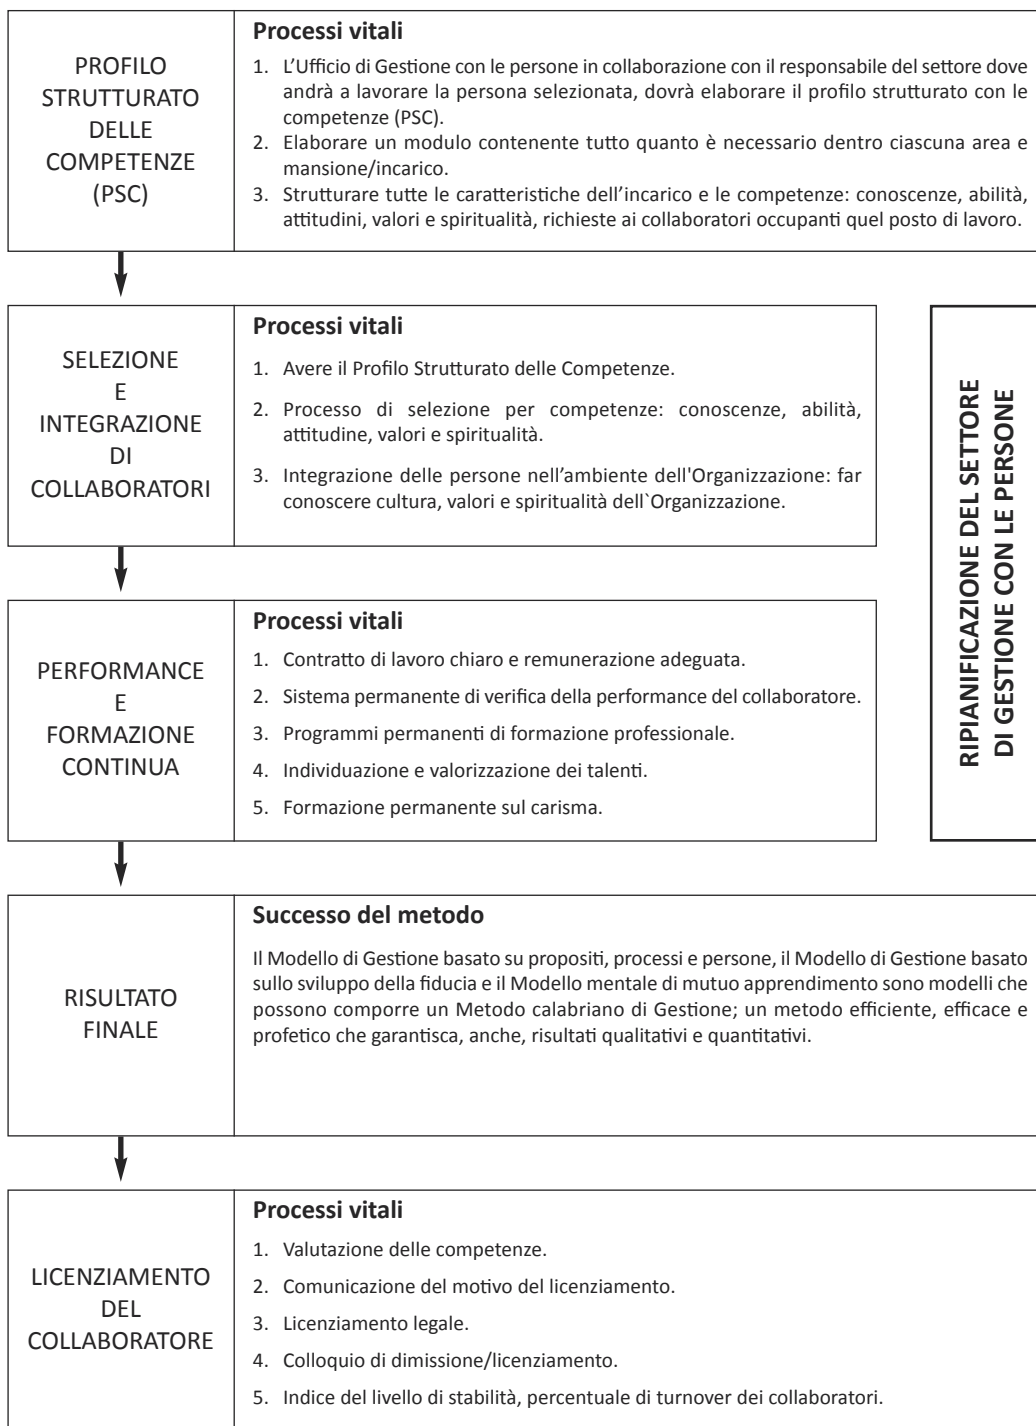 PROFILO
STRUTTURATO
DELLE
COMPETENZE
(PSC)
Processi vitali
1. L'Ufficio di Gestione con le persone in collaborazione con il responsabile del settore dove
andrà a lavorare la persona selezionata, dovrà elaborare il profilo strutturato con le
competenze (PSC).
2. Elaborare un modulo contenente tutto quanto è necessario dentro ciascuna area e
mansione/incarico.
3. Strutturare tutte le caratteristiche dell'incarico e le competenze: conoscenze, abilità,
attitudini, valori e spiritualità, richieste ai collaboratori occupanti quel posto di lavoro.
SELEZIONE
E
INTEGRAZIONE
DI
COLLABORATORI
Processi vitali
1. Avere il Profilo Strutturato delle Competenze.
2. Processo di selezione per competenze: conoscenze, abilità,
attitudine, valori e spiritualità.
3. Integrazione delle persone nell'ambiente dell'Organizzazione: far
conoscere cultura, valori e spiritualità dell`Organizzazione.
RIPIANIFICAZIONE DEL SETTORE
DI GESTIONE CON LE PERSONE
PERFORMANCE
E
FORMAZIONE
CONTINUA
Processi vitali
1. Contratto di lavoro chiaro e remunerazione adeguata.
2. Sistema permanente di verifica della performance del collaboratore.
3. Programmi permanenti di formazione professionale.
4. Individuazione e valorizzazione dei talenti.
5. Formazione permanente sul carisma.
RISULTATO
FINALE
Successo del metodo
Il Modello di Gestione basato su propositi, processi e persone, il Modello di Gestione basato
sullo sviluppo della fiducia e il Modello mentale di mutuo apprendimento sono modelli che
possono comporre un Metodo calabriano di Gestione; un metodo efficiente, efficace e
profetico che garantisca, anche, risultati qualitativi e quantitativi.
LICENZIAMENTO
DEL
COLLABORATORE
Processi vitali
1. Valutazione delle competenze.
2. Comunicazione del motivo del licenziamento.
3. Licenziamento legale.
4. Colloquio di dimissione/licenziamento.
5. Indice del livello di stabilità, percentuale di turnover dei collaboratori.